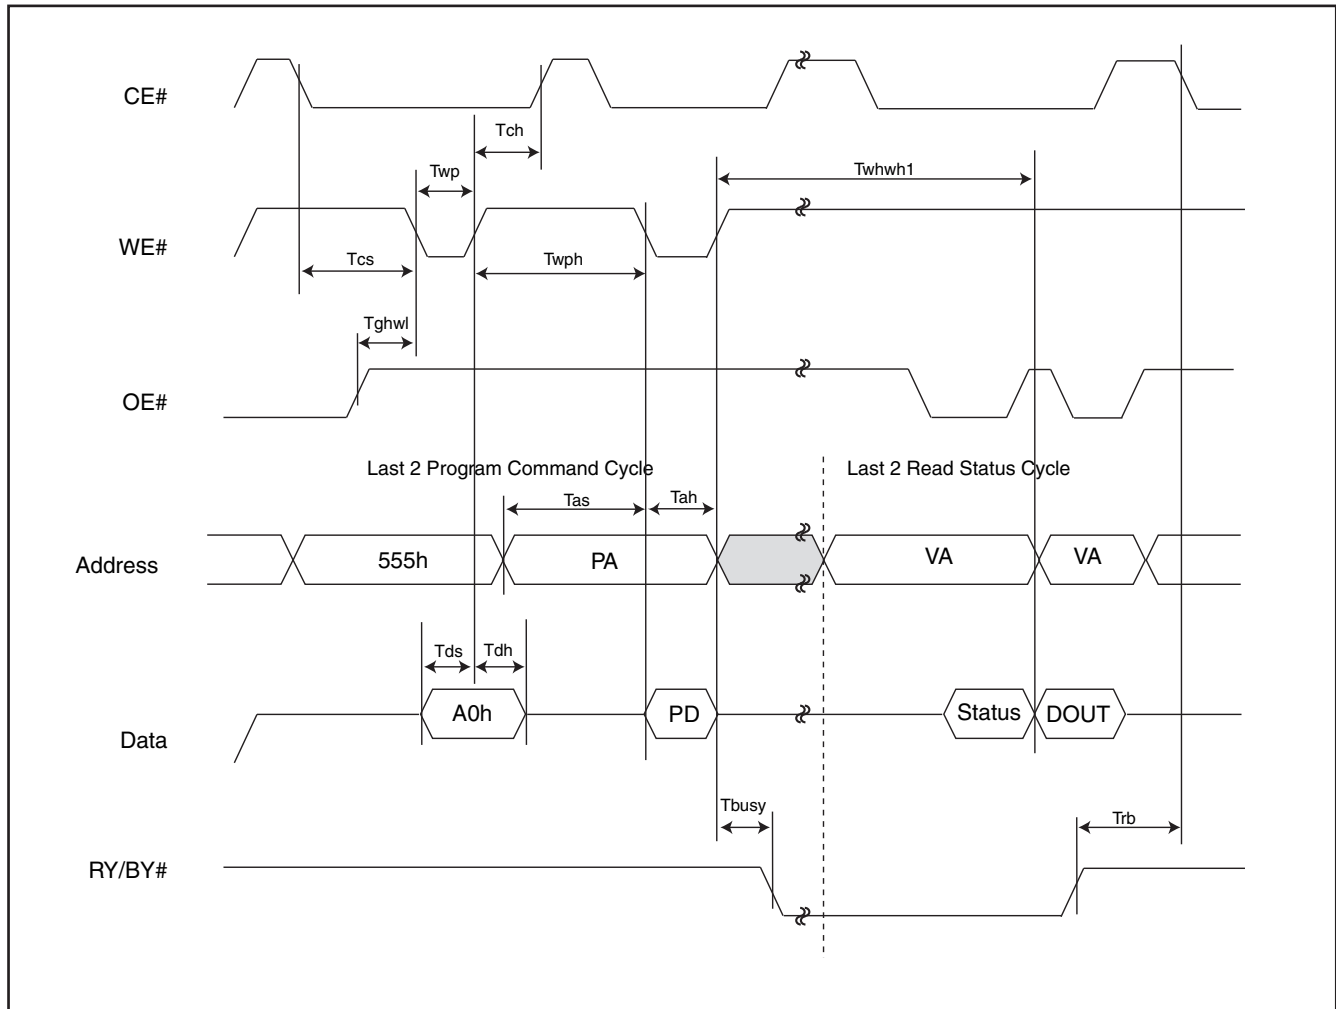 CE#
Tch
Twp
Twhwh1
WE#
Tcs
Twph
Tghwl
OE#
Last 2 Program Command Cycle
Last 2 Read Status Cycle
Tas
Tah
Address
555h
PA
VA
VA
Tds
Tdh
Data
A0h
PD
Status
DOUT
Tbusy
Trb
RY/BY#